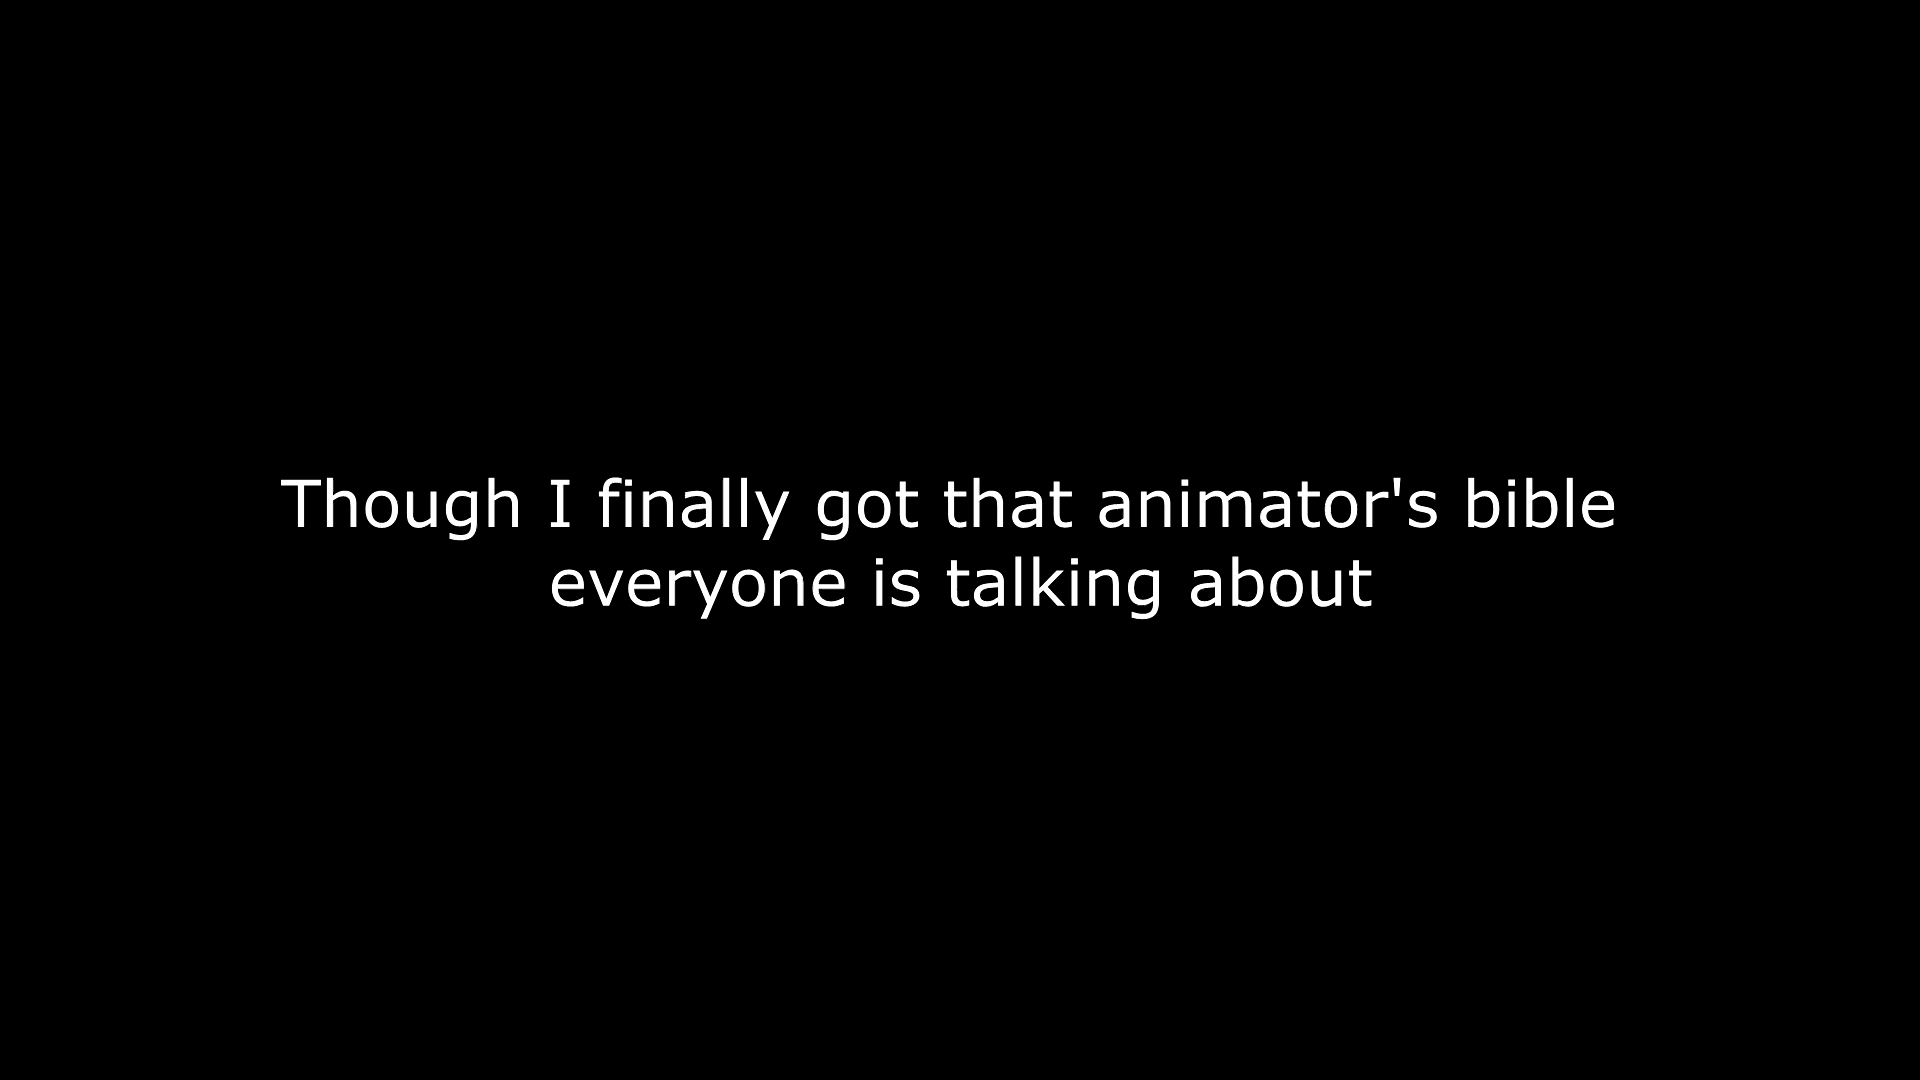 Though I finally got that animator's bible
everyone is talking about